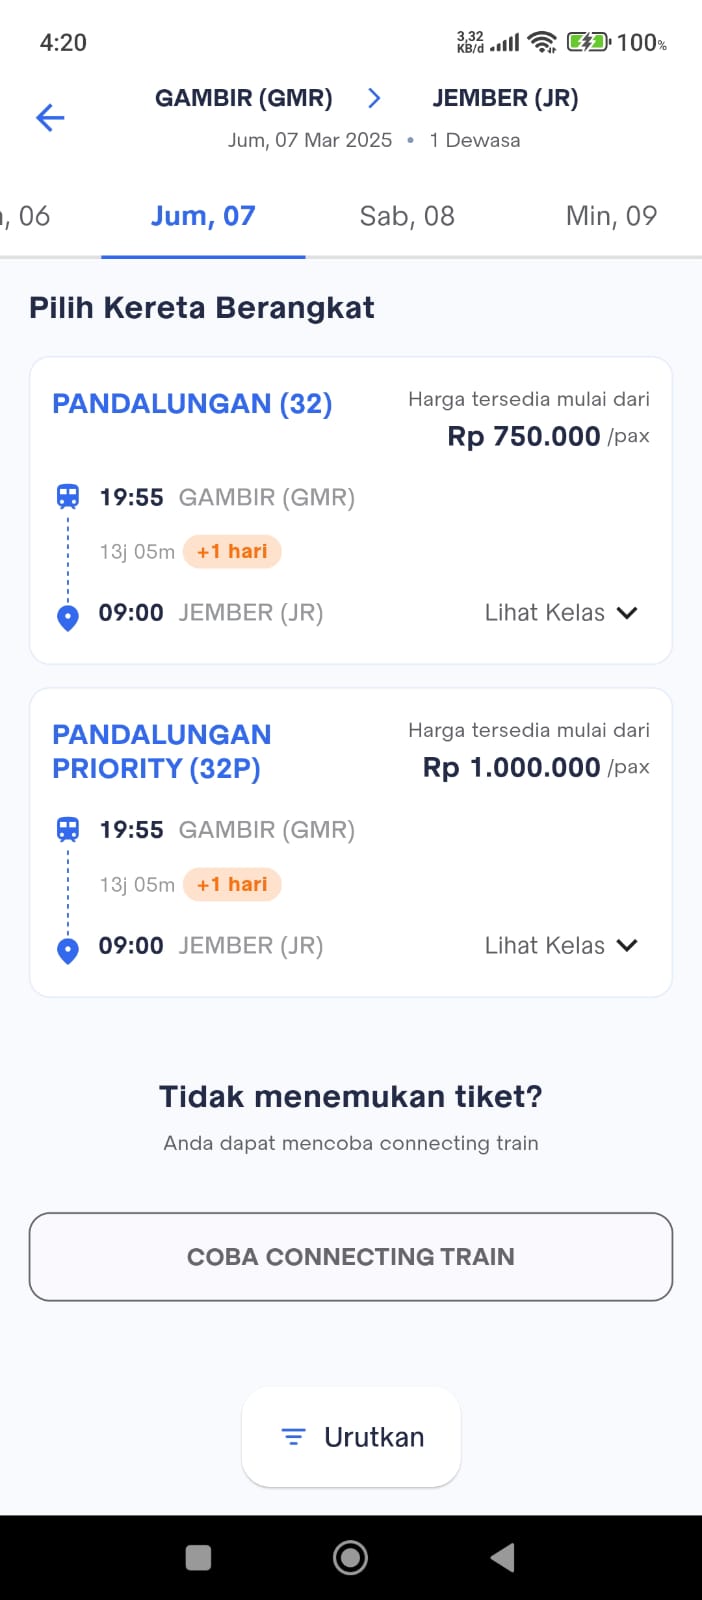 4:20
3,32
KB/d
100%
GAMBIR (GMR) > JEMBER (JR)
Jum, 07 Mar 2025 • 1 Dewasa
, 06
Jum, 07
Sab, 08
Min, 09
Pilih Kereta Berangkat
PANDALUNGAN (32)
Harga tersedia mulai dari
Rp 750.000 /pax
19:55 GAMBIR (GMR)
13j 05m +1 hari
09:00 JEMBER (JR)
Lihat Kelas
PANDALUNGAN
PRIORITY (32P)
Harga tersedia mulai dari
Rp 1.000.000 /pax
19:55 GAMBIR (GMR)
13j 05m +1 hari
09:00 JEMBER (JR)
Lihat Kelas
Tidak menemukan tiket?
Anda dapat mencoba connecting train
COBA CONNECTING TRAIN
Urutkan